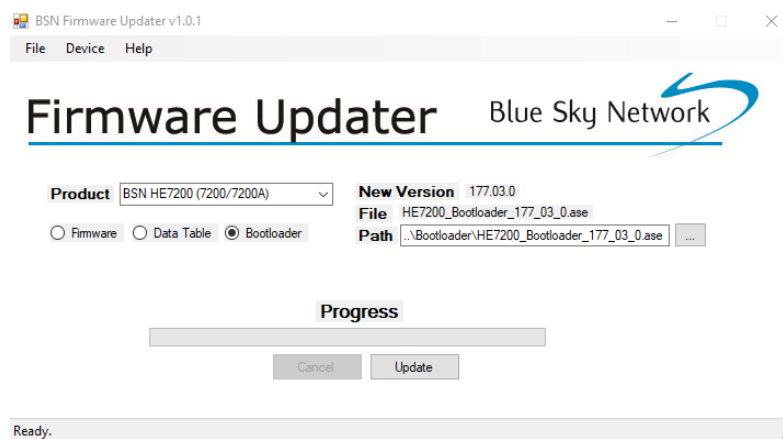 BSN Firmware Updater v1.0.1
File Device Help
Firmware Updater
Blue Sky Network
Product BSN HE7200 (7200/7200A)
Firmware Data Table Bootloader
New Version 177.03.0
File HE7200_Bootloader_177_03_0.ase
Path ..\Bootloader\HE7200_Bootloader_177_03_0.ase ...
Progress
Cancel Update
Ready.